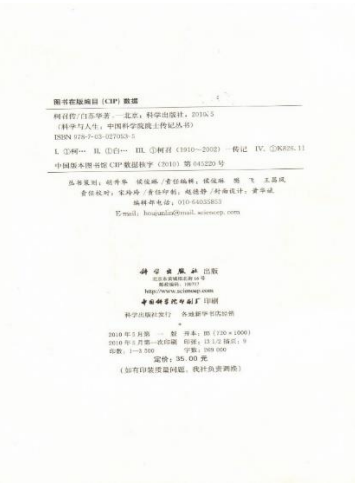 图书在版编目（CIP）数据
柯召传/白苏华著．—北京：科学出版社，2010.5
（科学与人生：中国科学院院士传记丛书）
ISBN 978-7-03-027053-5
Ⅰ.①柯… Ⅱ.①白… Ⅲ.①柯召（1910～2002）－传记 Ⅳ.①K826.11
中国版本图书馆CIP数据核字（2010）第045220号
丛书策划：胡升华 侯俊琳/责任编辑：侯俊琳 王昌凤
责任校对：宋玲玲/责任印制：赵德静/封面设计：黄华斌
编辑部电话：010-64035853
E-mail: houjunlin@mail.sciencep.com
科学出版社 出版
北京东黄城根北街16号
邮政编码：100717
http://www.sciencep.com
中国科学院印刷厂 印刷
科学出版社发行 各地新华书店经销
*
2010年5月第一版 开本：B5（720×1000）
2010年5月第一次印刷 印张：13 1/2 插页：9
印数：1—3 500 字数：269 000
定价：35.00元
（如有印装质量问题，我社负责调换）